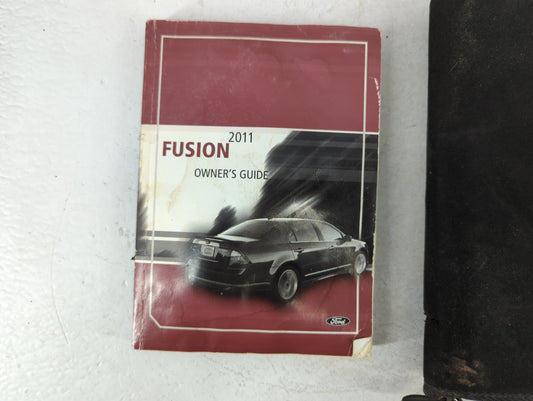 2011
FUSION
OWNER'S GUIDE
Ford